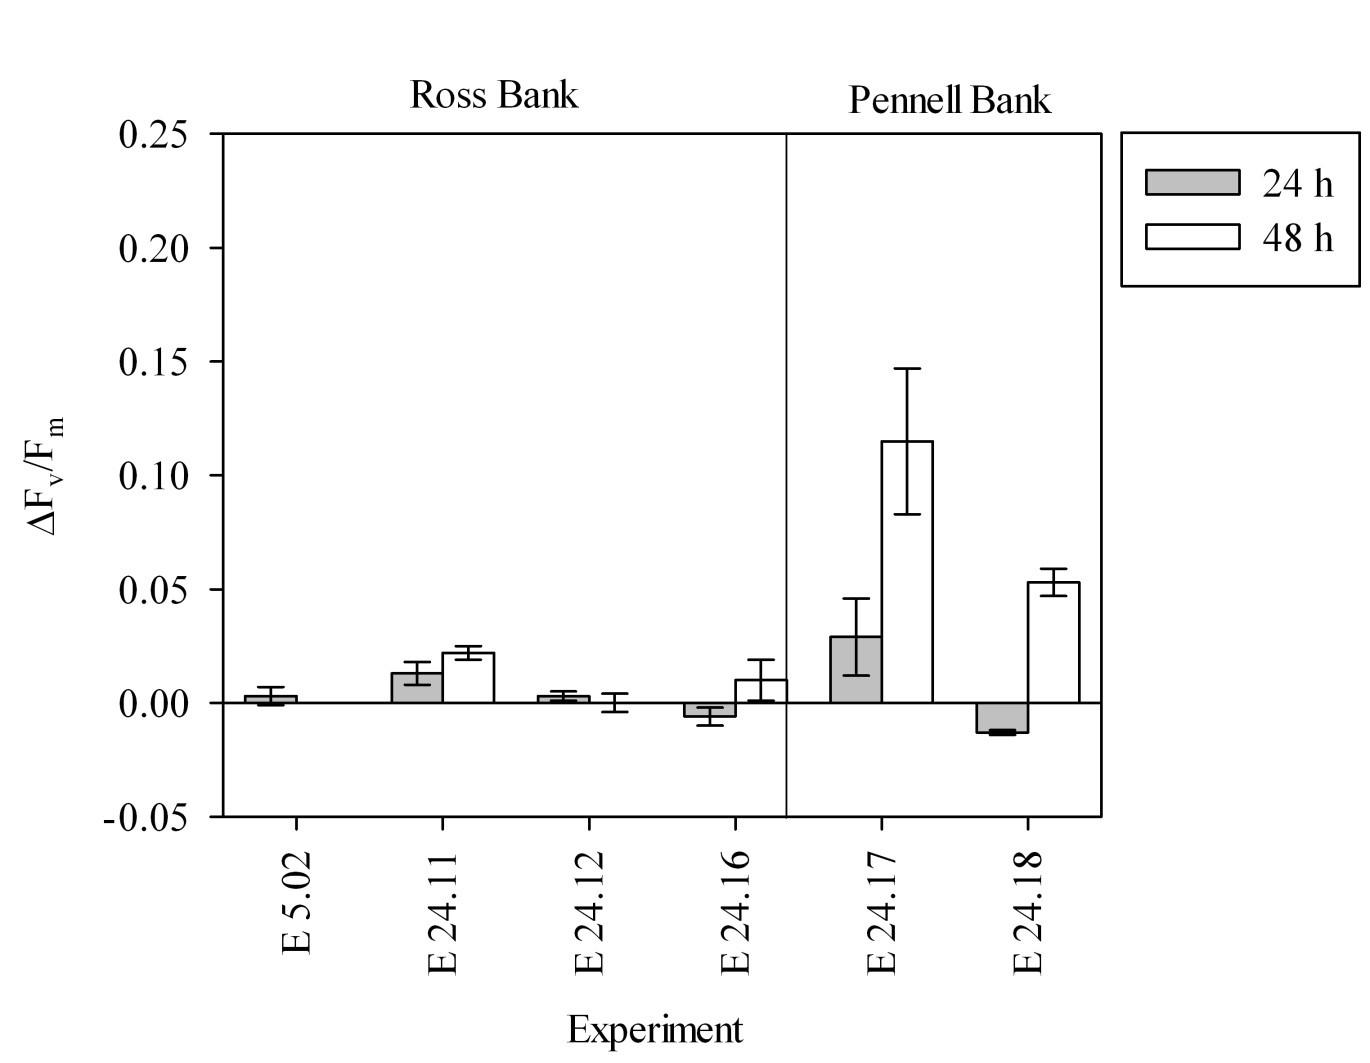 Ross Bank
Pennell Bank
0.25
0.20
0.15
0.10
0.05
0.00
-0.05
ΔFv/Fm
24 h
48 h
E 5.02
E 24.11
E 24.12
E 24.16
E 24.17
E 24.18
Experiment